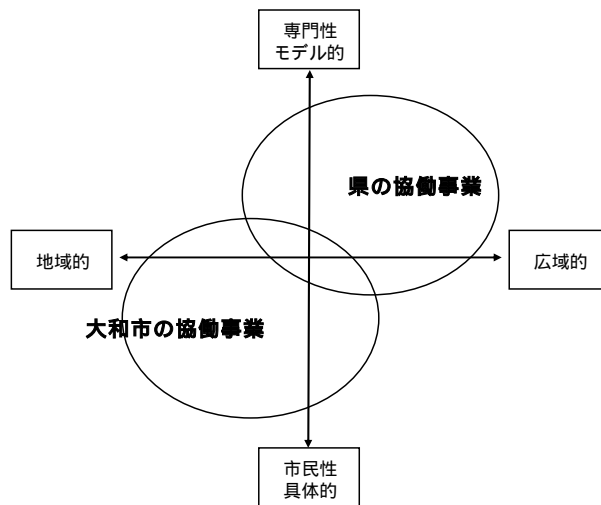 専門性
モデル的
県の協働事業
地域的
広域的
大和市の協働事業
市民性
具体的